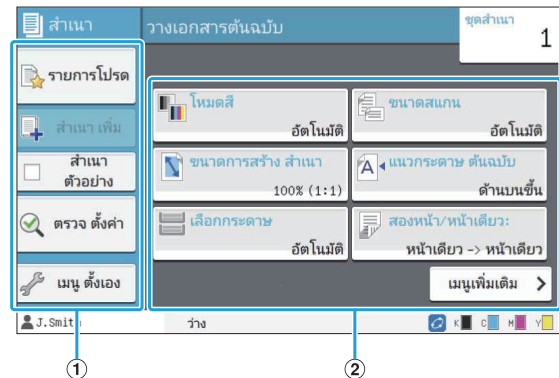 สำเนา
วางเอกสารต้นฉบับ
ชุดสำเนา
1
รายการโปรด
สำเนา เพิ่ม
สำเนา
ตัวอย่าง
ตรวจ ตั้งค่า
เมนู ตั้งเอง
โหมดสี
อัตโนมัติ
ขนาดสแกน
อัตโนมัติ
ขนาดการสร้าง สำเนา
100% (1:1)
A
แนวกระดาษ ต้นฉบับ
ด้านบนขึ้น
เลือกกระดาษ
อัตโนมัติ
สองหน้า/หน้าเดียว:
หน้าเดียว -> หน้าเดียว
เมนูเพิ่มเติม >
J.Smit
ว่าง
K C M Y
1 2